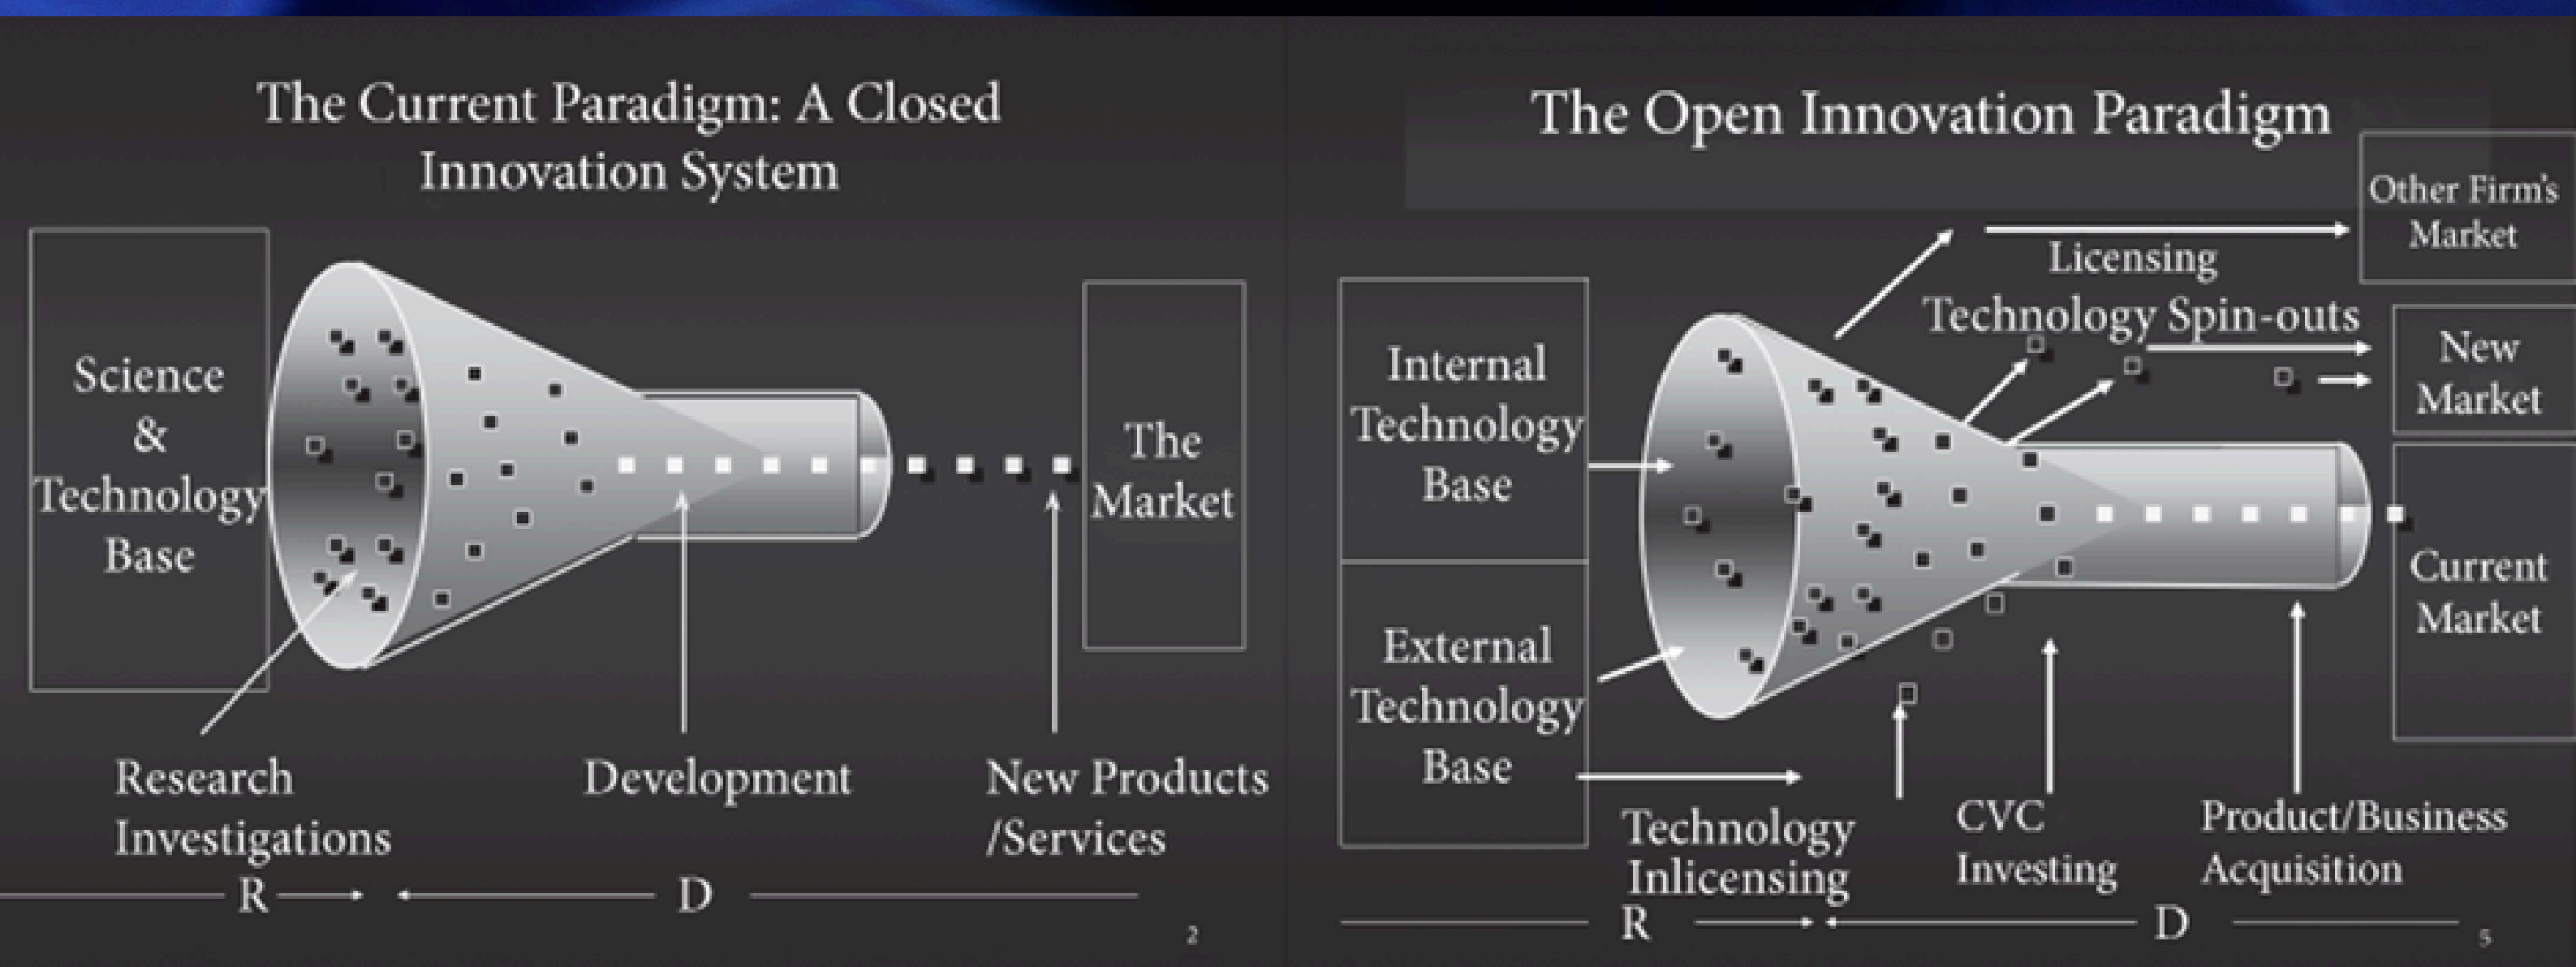 The Current Paradigm: A Closed
Innovation System
Science
&
Technology
Base
The
Market
Research
Investigations
Development
New Products
/Services
R
D
2
The Open Innovation Paradigm
Other Firm's
Market
Licensing
Technology Spin-outs
New
Market
Internal
Technology
Base
External
Technology
Base
Current
Market
Technology
Inlicensing
CVC
Investing
Product/Business
Acquisition
R
D
5